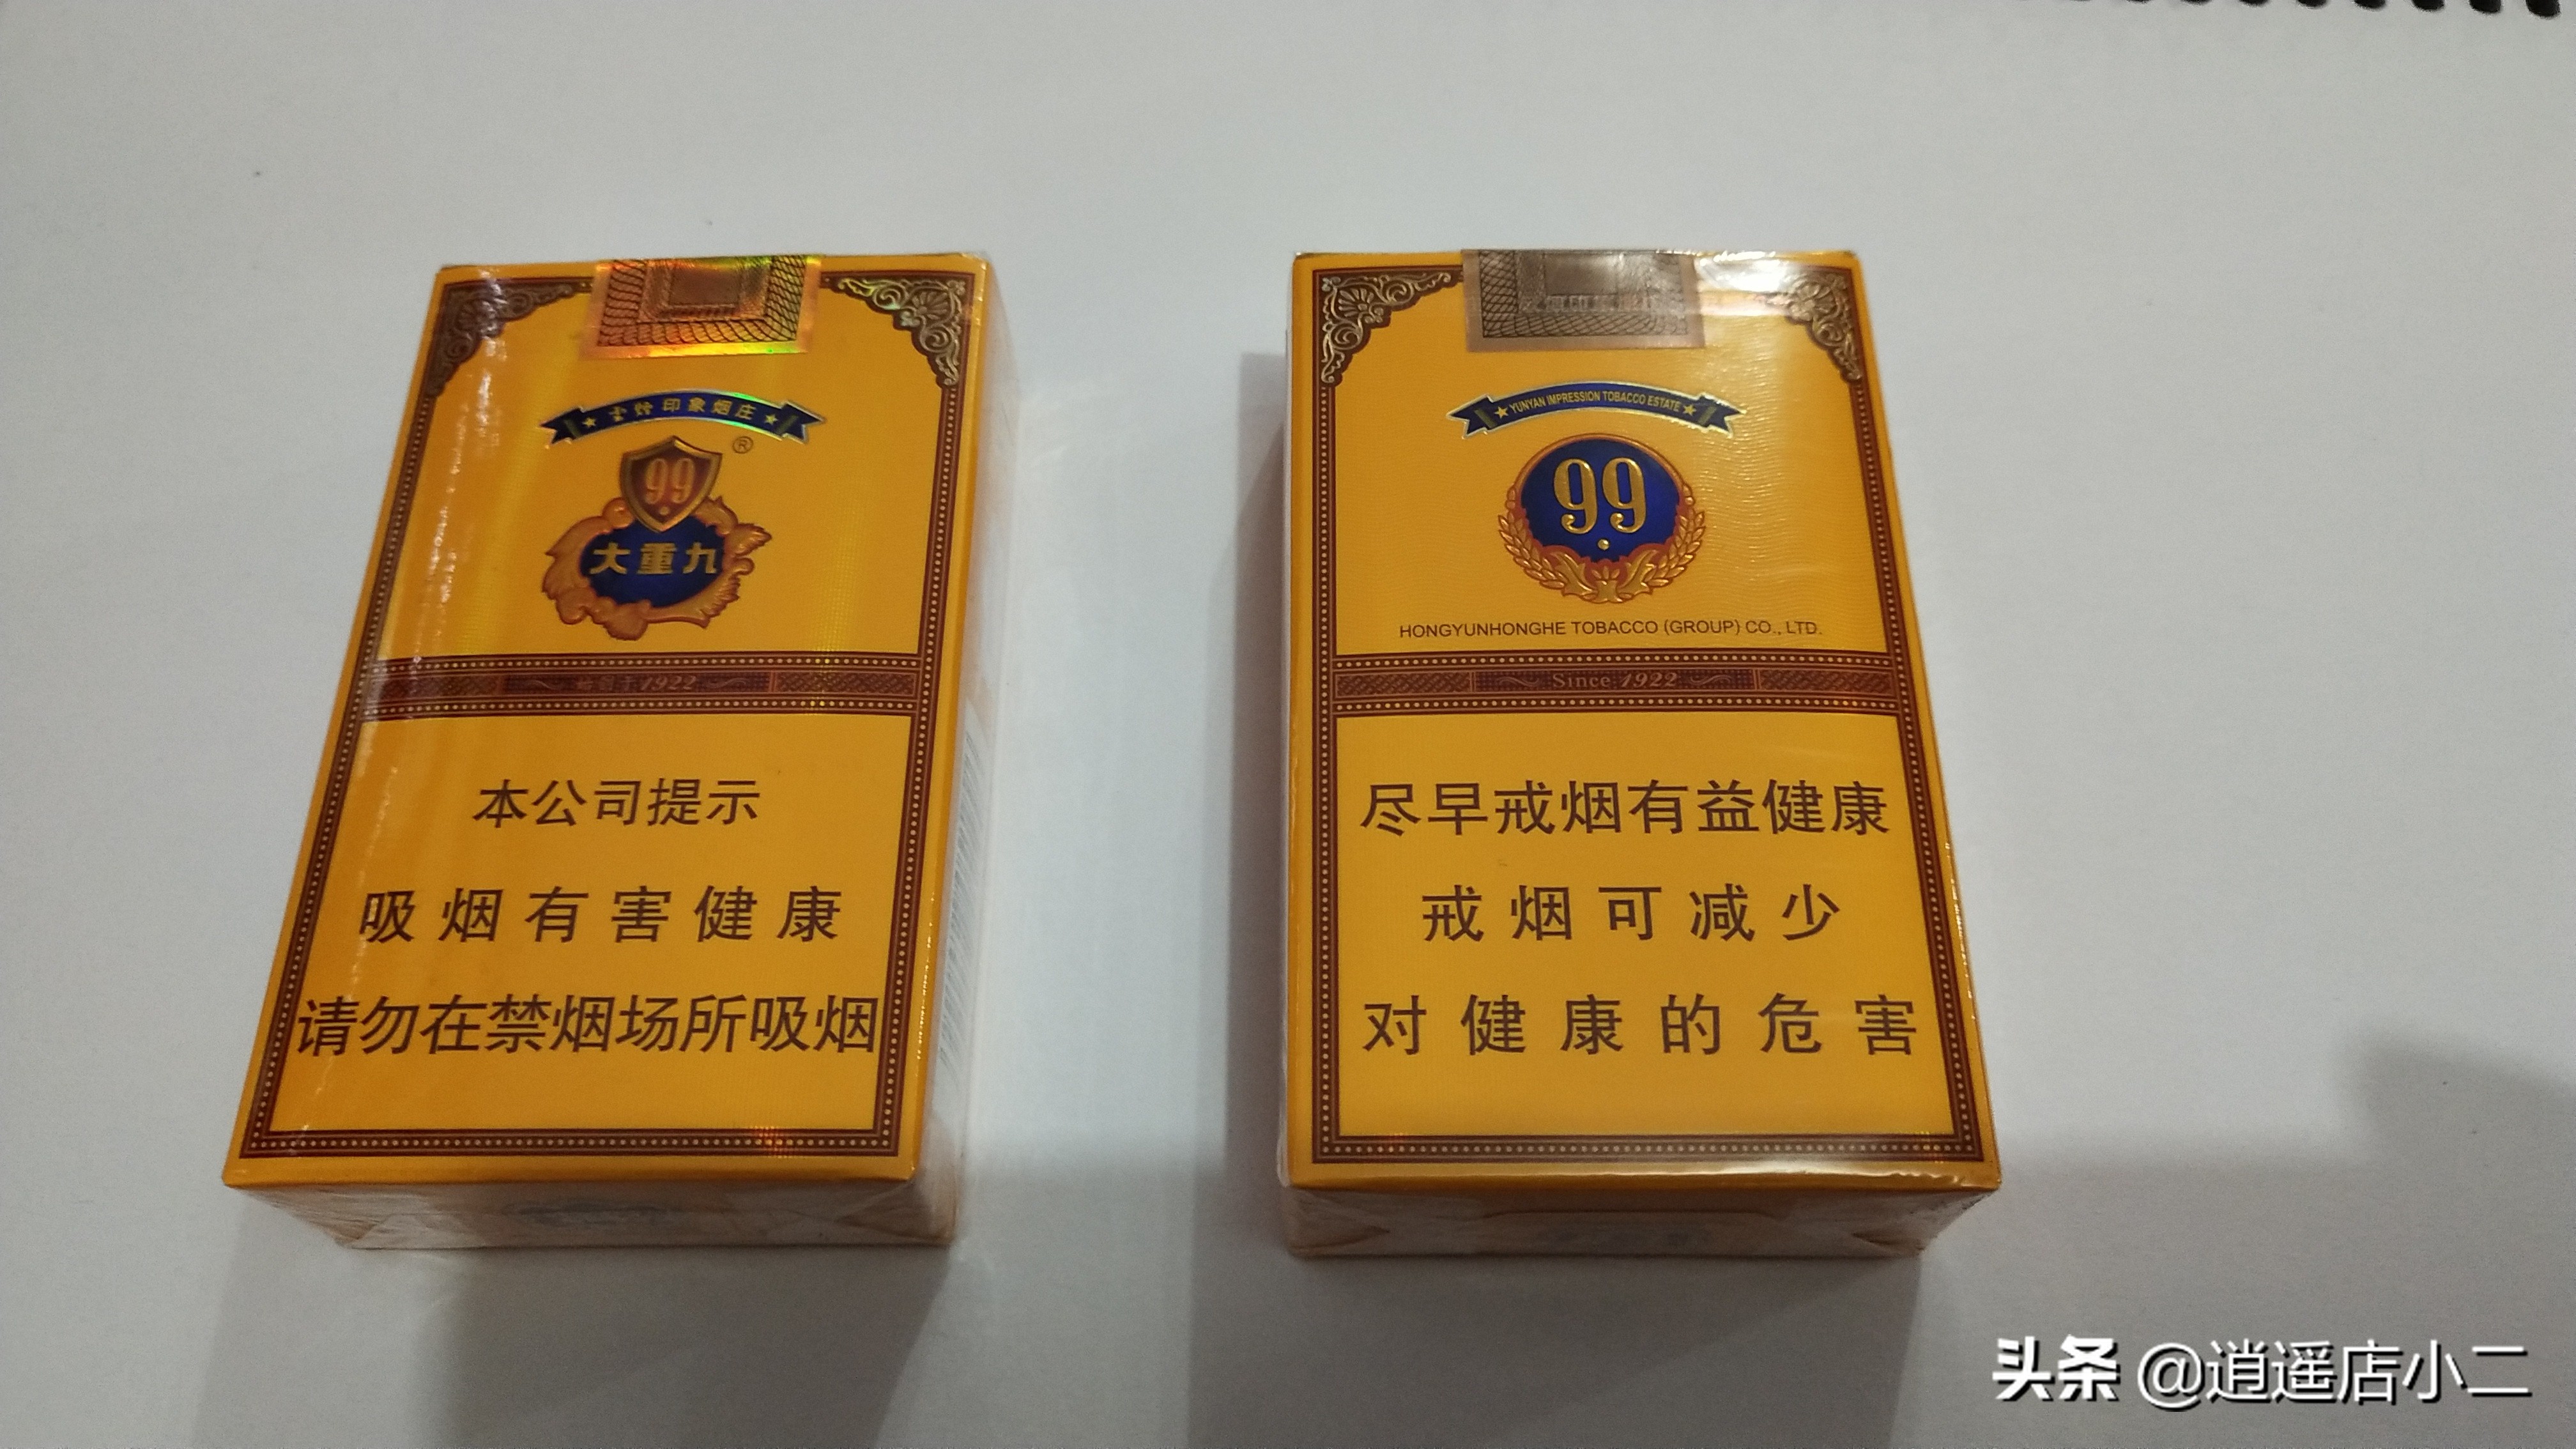 印象烟庄
99
®
大重九
1922
本公司提示
吸烟有害健康
请勿在禁烟场所吸烟
YUNYAN IMPRESSION TOBACCO ESTATE
99
HONGYUNHONGHE TOBACCO (GROUP) CO., LTD.
Since 1922
尽早戒烟有益健康
戒烟可减少
对健康的危害
头条 @逍遥店小二